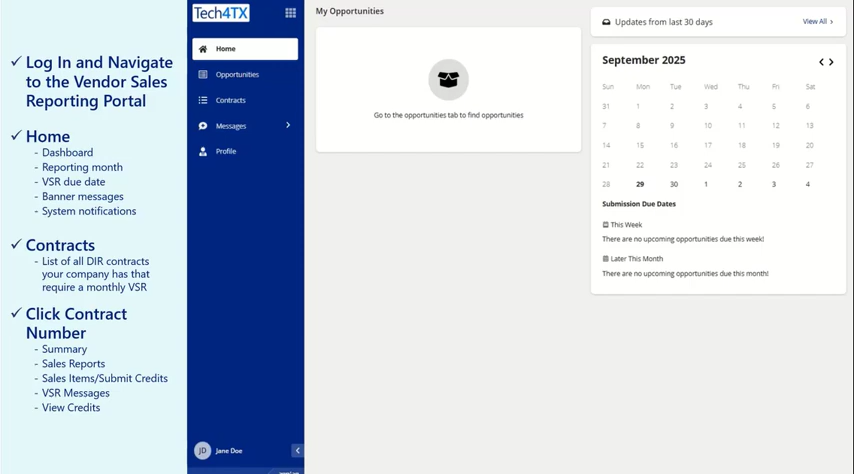 ✓ Log In and Navigate
to the Vendor Sales
Reporting Portal
✓ Home
- Dashboard
- Reporting month
- VSR due date
- Banner messages
- System notifications
✓ Contracts
- List of all DIR contracts
your company has that
require a monthly VSR
✓ Click Contract
Number
- Summary
- Sales Reports
- Sales Items/Submit Credits
- VSR Messages
- View Credits
Tech4TX
Home
Opportunities
Contracts
Messages
Profile
JD Jane Doe
My Opportunities
Go to the opportunities tab to find opportunities
Updates from last 30 days View All
September 2025
Sun Mon Tue Wed Thu Fri Sat
31 1 2 3 4 5 6
7 8 9 10 11 12 13
14 15 16 17 18 19 20
21 22 23 24 25 26 27
28 29 30 1 2 3 4
Submission Due Dates
This Week
There are no upcoming opportunities due this week!
Later This Month
There are no upcoming opportunities due this month!